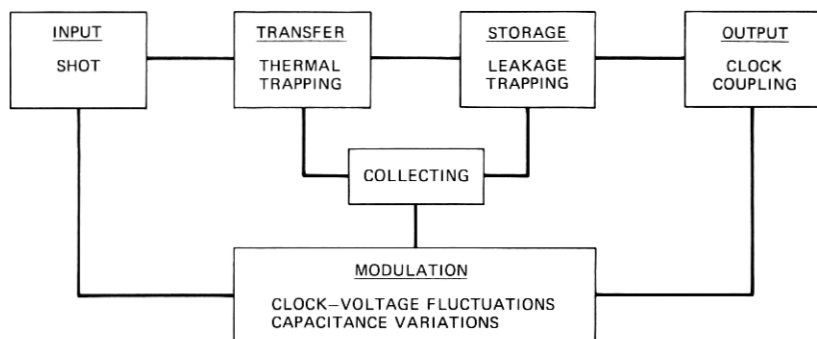 INPUT
SHOT
TRANSFER
THERMAL
TRAPPING
STORAGE
LEAKAGE
TRAPPING
OUTPUT
CLOCK
COUPLING
COLLECTING
MODULATION
CLOCK–VOLTAGE FLUCTUATIONS
CAPACITANCE VARIATIONS